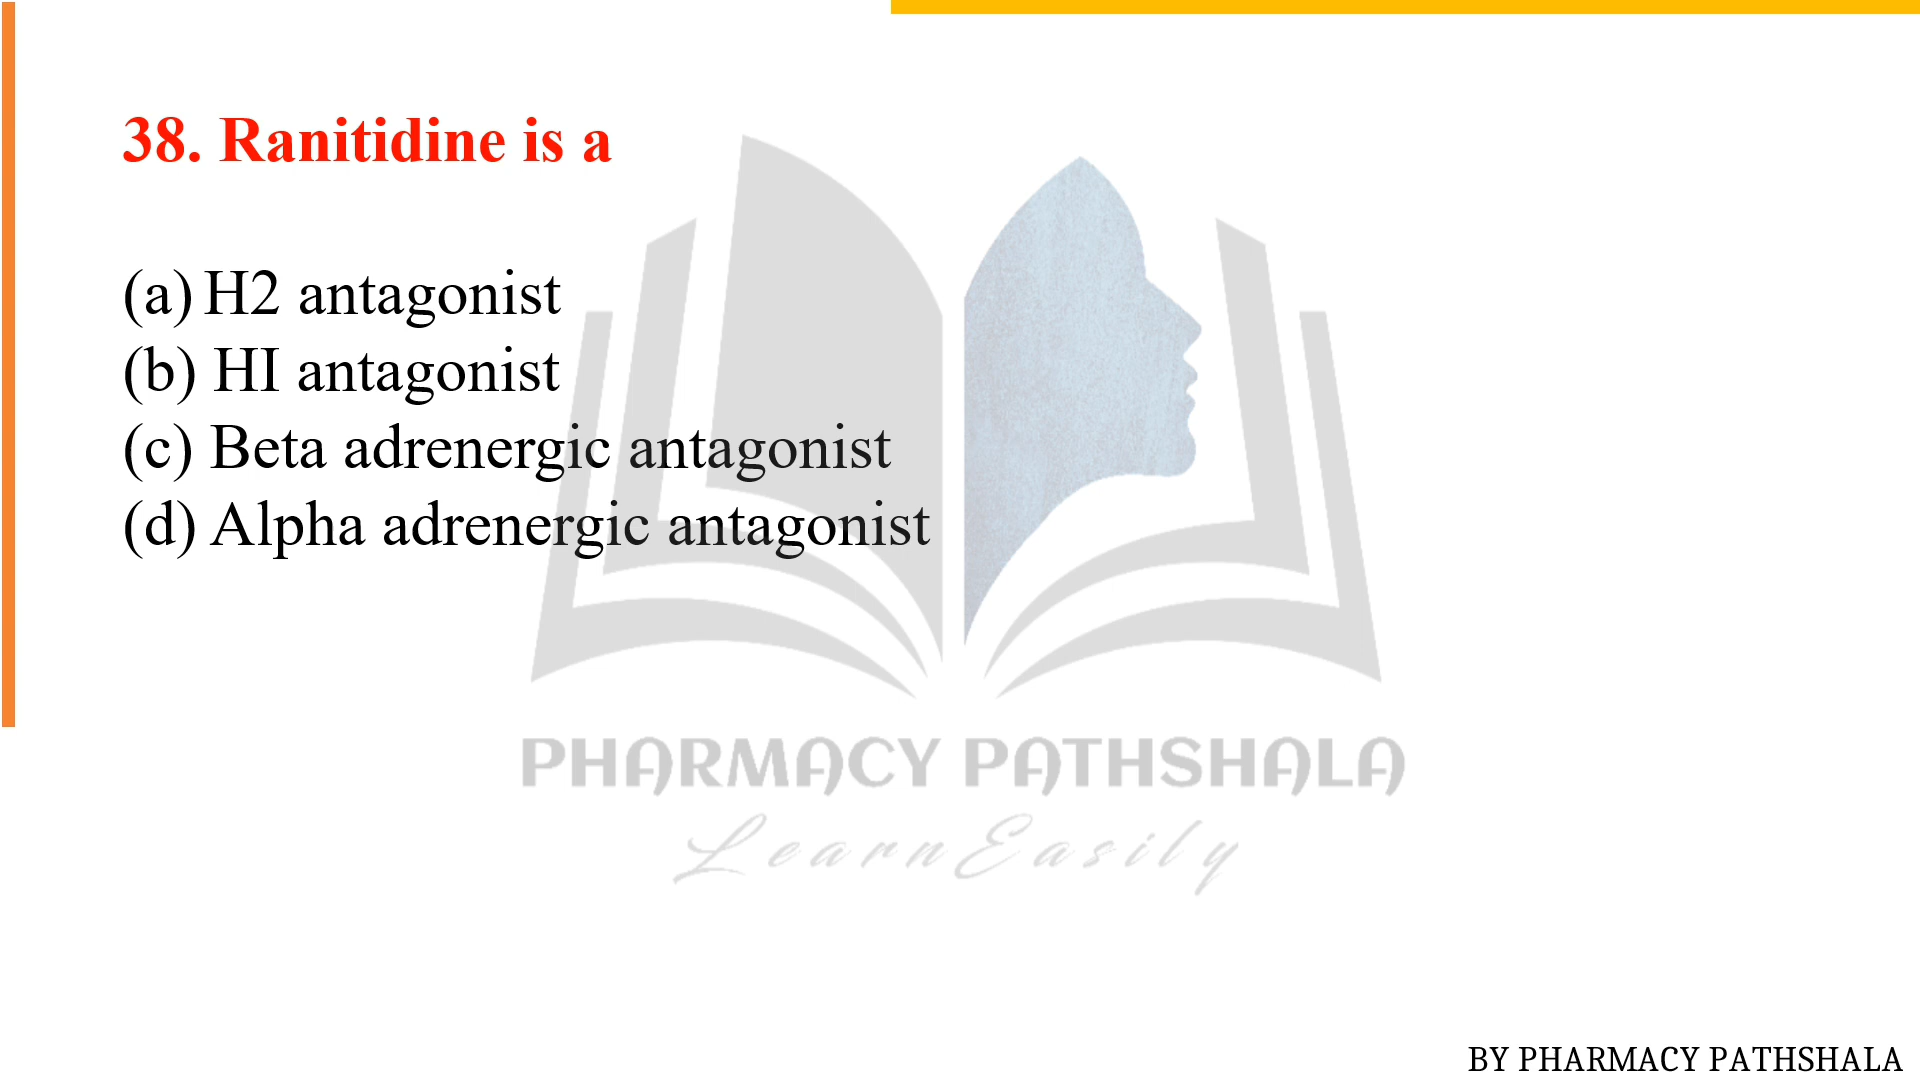 38. Ranitidine is a
(a) H2 antagonist
(b) HI antagonist
(c) Beta adrenergic antagonist
(d) Alpha adrenergic antagonist
PHARMACY PATHSHALA
Learn Easily
BY PHARMACY PATHSHALA